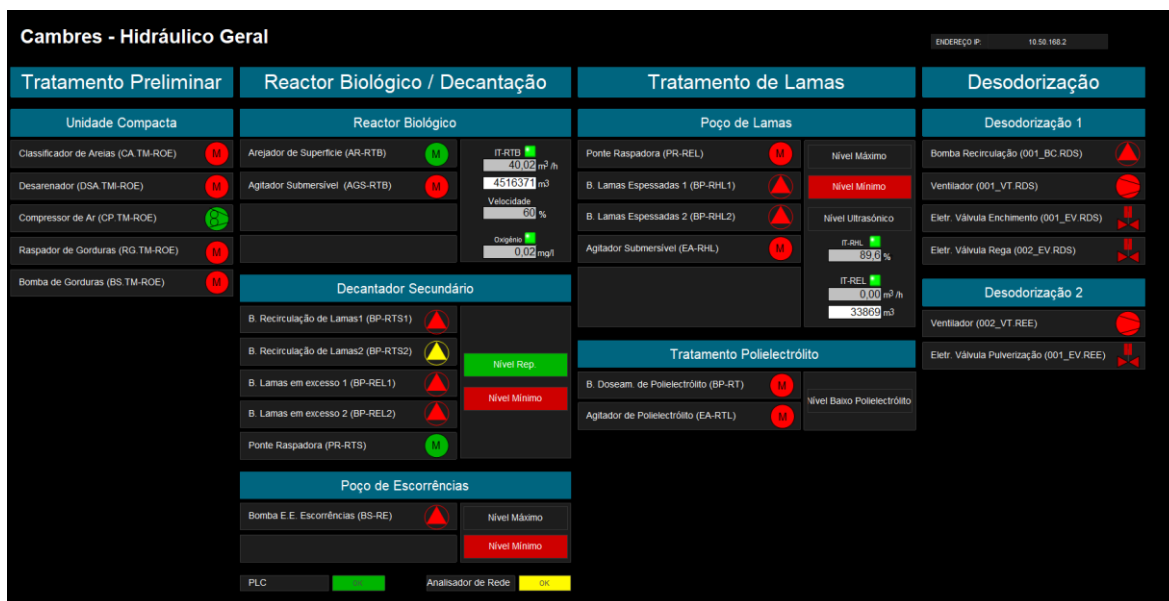 Cambres - Hidráulico Geral
ENDEREÇO IP: 10.50.168.2
Tratamento Preliminar
Unidade Compacta
Classificador de Areias (CA.TM-ROE) M
Desarenador (DSA.TMI-ROE) M
Compressor de Ar (CP.TM-ROE)
Raspador de Gorduras (RG.TM-ROE) M
Bomba de Gorduras (BS.TM-ROE) M
Reactor Biológico / Decantação
Reactor Biológico
Arejador de Superfície (AR-RTB) M
Agitador Submersível (AGS-RTB) M
IT-RTB
40,02 m³ /h
4516371 m3
Velocidade
60 %
Oxigénio
0,02 mg/l
Decantador Secundário
B. Recirculação de Lamas1 (BP-RTS1)
B. Recirculação de Lamas2 (BP-RTS2)
B. Lamas em excesso 1 (BP-REL1)
B. Lamas em excesso 2 (BP-REL2)
Ponte Raspadora (PR-RTS) M
Nível Rep.
Nível Mínimo
Poço de Escorrências
Bomba E.E. Escorrências (BS-RE)
Nível Máximo
Nível Mínimo
PLC OK
Analisador de Rede OK
Tratamento de Lamas
Poço de Lamas
Ponte Raspadora (PR-REL) M
B. Lamas Espessadas 1 (BP-RHL1)
B. Lamas Espessadas 2 (BP-RHL2)
Agitador Submersível (EA-RHL) M
Nível Máximo
Nível Mínimo
Nível Ultrasónico
IT-RHL
89,6 %
IT-REL
0,00 m³ /h
33869 m3
Tratamento Polielectrólito
B. Doseam. de Polielectrólito (BP-RT) M
Agitador de Polielectrólito (EA-RTL) M
Nível Baixo Polielectrólito
Desodorização
Desodorização 1
Bomba Recirculação (001_BC.RDS)
Ventilador (001_VT.RDS)
Eletr. Válvula Enchimento (001_EV.RDS)
Eletr. Válvula Rega (002_EV.RDS)
Desodorização 2
Ventilador (002_VT.REE)
Eletr. Válvula Pulverização (001_EV.REE)